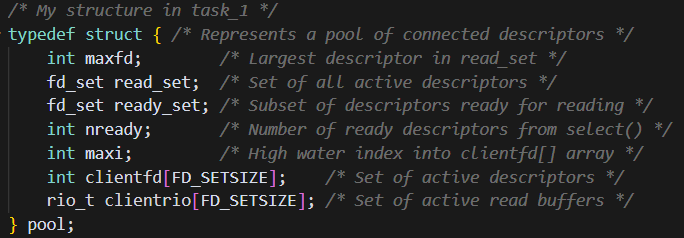 /* My structure in task_1 */
typedef struct { /* Represents a pool of connected descriptors */
    int maxfd;        /* Largest descriptor in read_set */
    fd_set read_set;  /* Set of all active descriptors */
    fd_set ready_set; /* Subset of descriptors ready for reading */
    int nready;       /* Number of ready descriptors from select() */
    int maxi;         /* High water index into clientfd[] array */
    int clientfd[FD_SETSIZE];    /* Set of active descriptors */
    rio_t clientrio[FD_SETSIZE]; /* Set of active read buffers */
} pool;